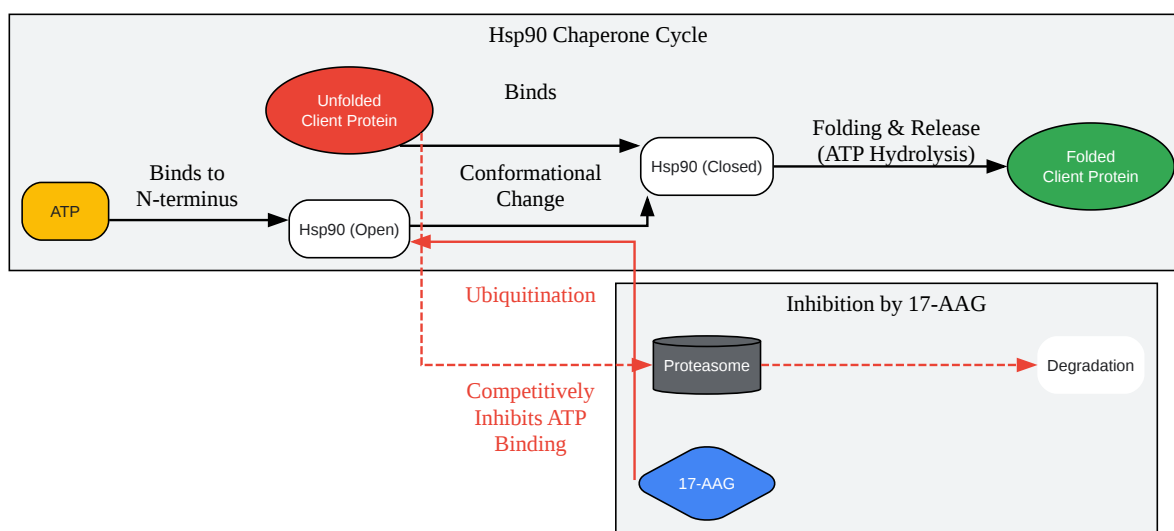 Hsp90 Chaperone Cycle
Unfolded
Client Protein
Binds
Folding & Release
(ATP Hydrolysis)
Hsp90 (Closed)
Folded
Client Protein
Binds to
N-terminus
Conformational
Change
ATP
Hsp90 (Open)
Ubiquitination
Inhibition by 17-AAG
Proteasome
Degradation
Competitively
Inhibits ATP
Binding
17-AAG